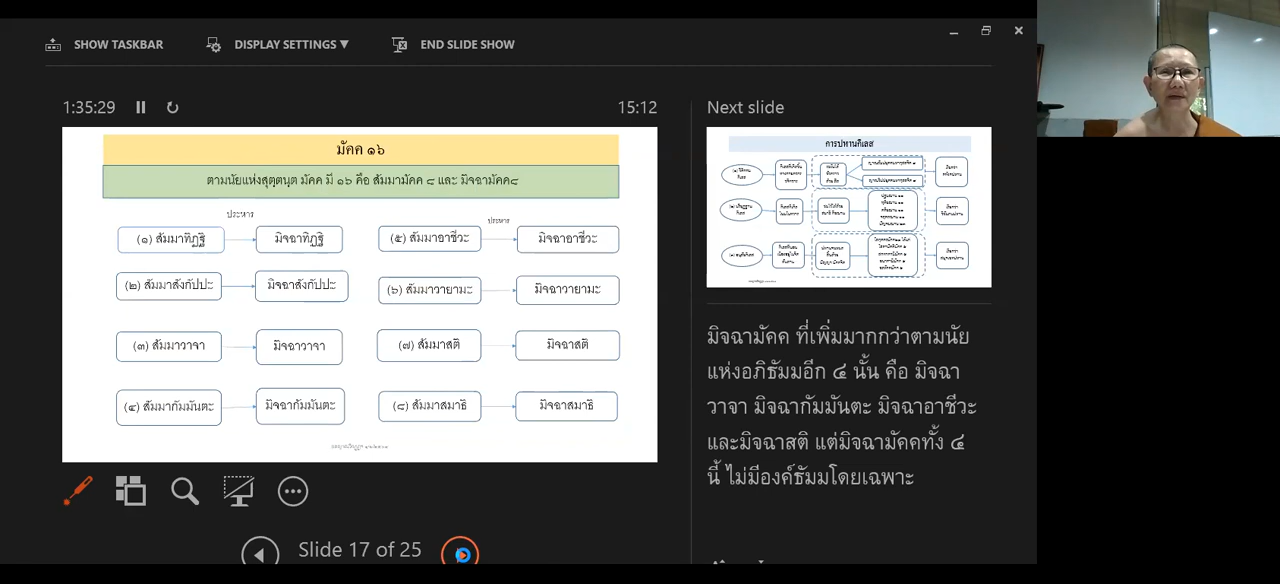 SHOW TASKBAR
DISPLAY SETTINGS ▼
END SLIDE SHOW
1:35:29
15:12
Next slide
มัคค ๑๖
ตามนัยแห่งสุตฺตนฺต มัคค มี ๑๖ คือ สัมมามัคค ๘ และ มิจฉามัคค๘
ประหาร
ประหาร
(๑) สัมมาทิฏฐิ
มิจฉาทิฏฐิ
(๕) สัมมาอาชีวะ
มิจฉาอาชีวะ
(๒) สัมมาสังกัปปะ
มิจฉาสังกัปปะ
(๖) สัมมาวายามะ
มิจฉาวายามะ
(๓) สัมมาวาจา
มิจฉาวาจา
(๗) สัมมาสติ
มิจฉาสติ
(๔) สัมมากัมมันตะ
มิจฉากัมมันตะ
(๘) สัมมาสมาธิ
มิจฉาสมาธิ
การปหานกิเลส
มิจฉามัคค ที่เพิ่มมากกว่าตามนัย
แห่งอภิธัมมอีก ๔ นั้น คือ มิจฉา
วาจา มิจฉากัมมันตะ มิจฉาอาชีวะ
และมิจฉาสติ แต่มิจฉามัคคทั้ง ๔
นี้ ไม่มีองค์ธัมมโดยเฉพาะ
Slide 17 of 25